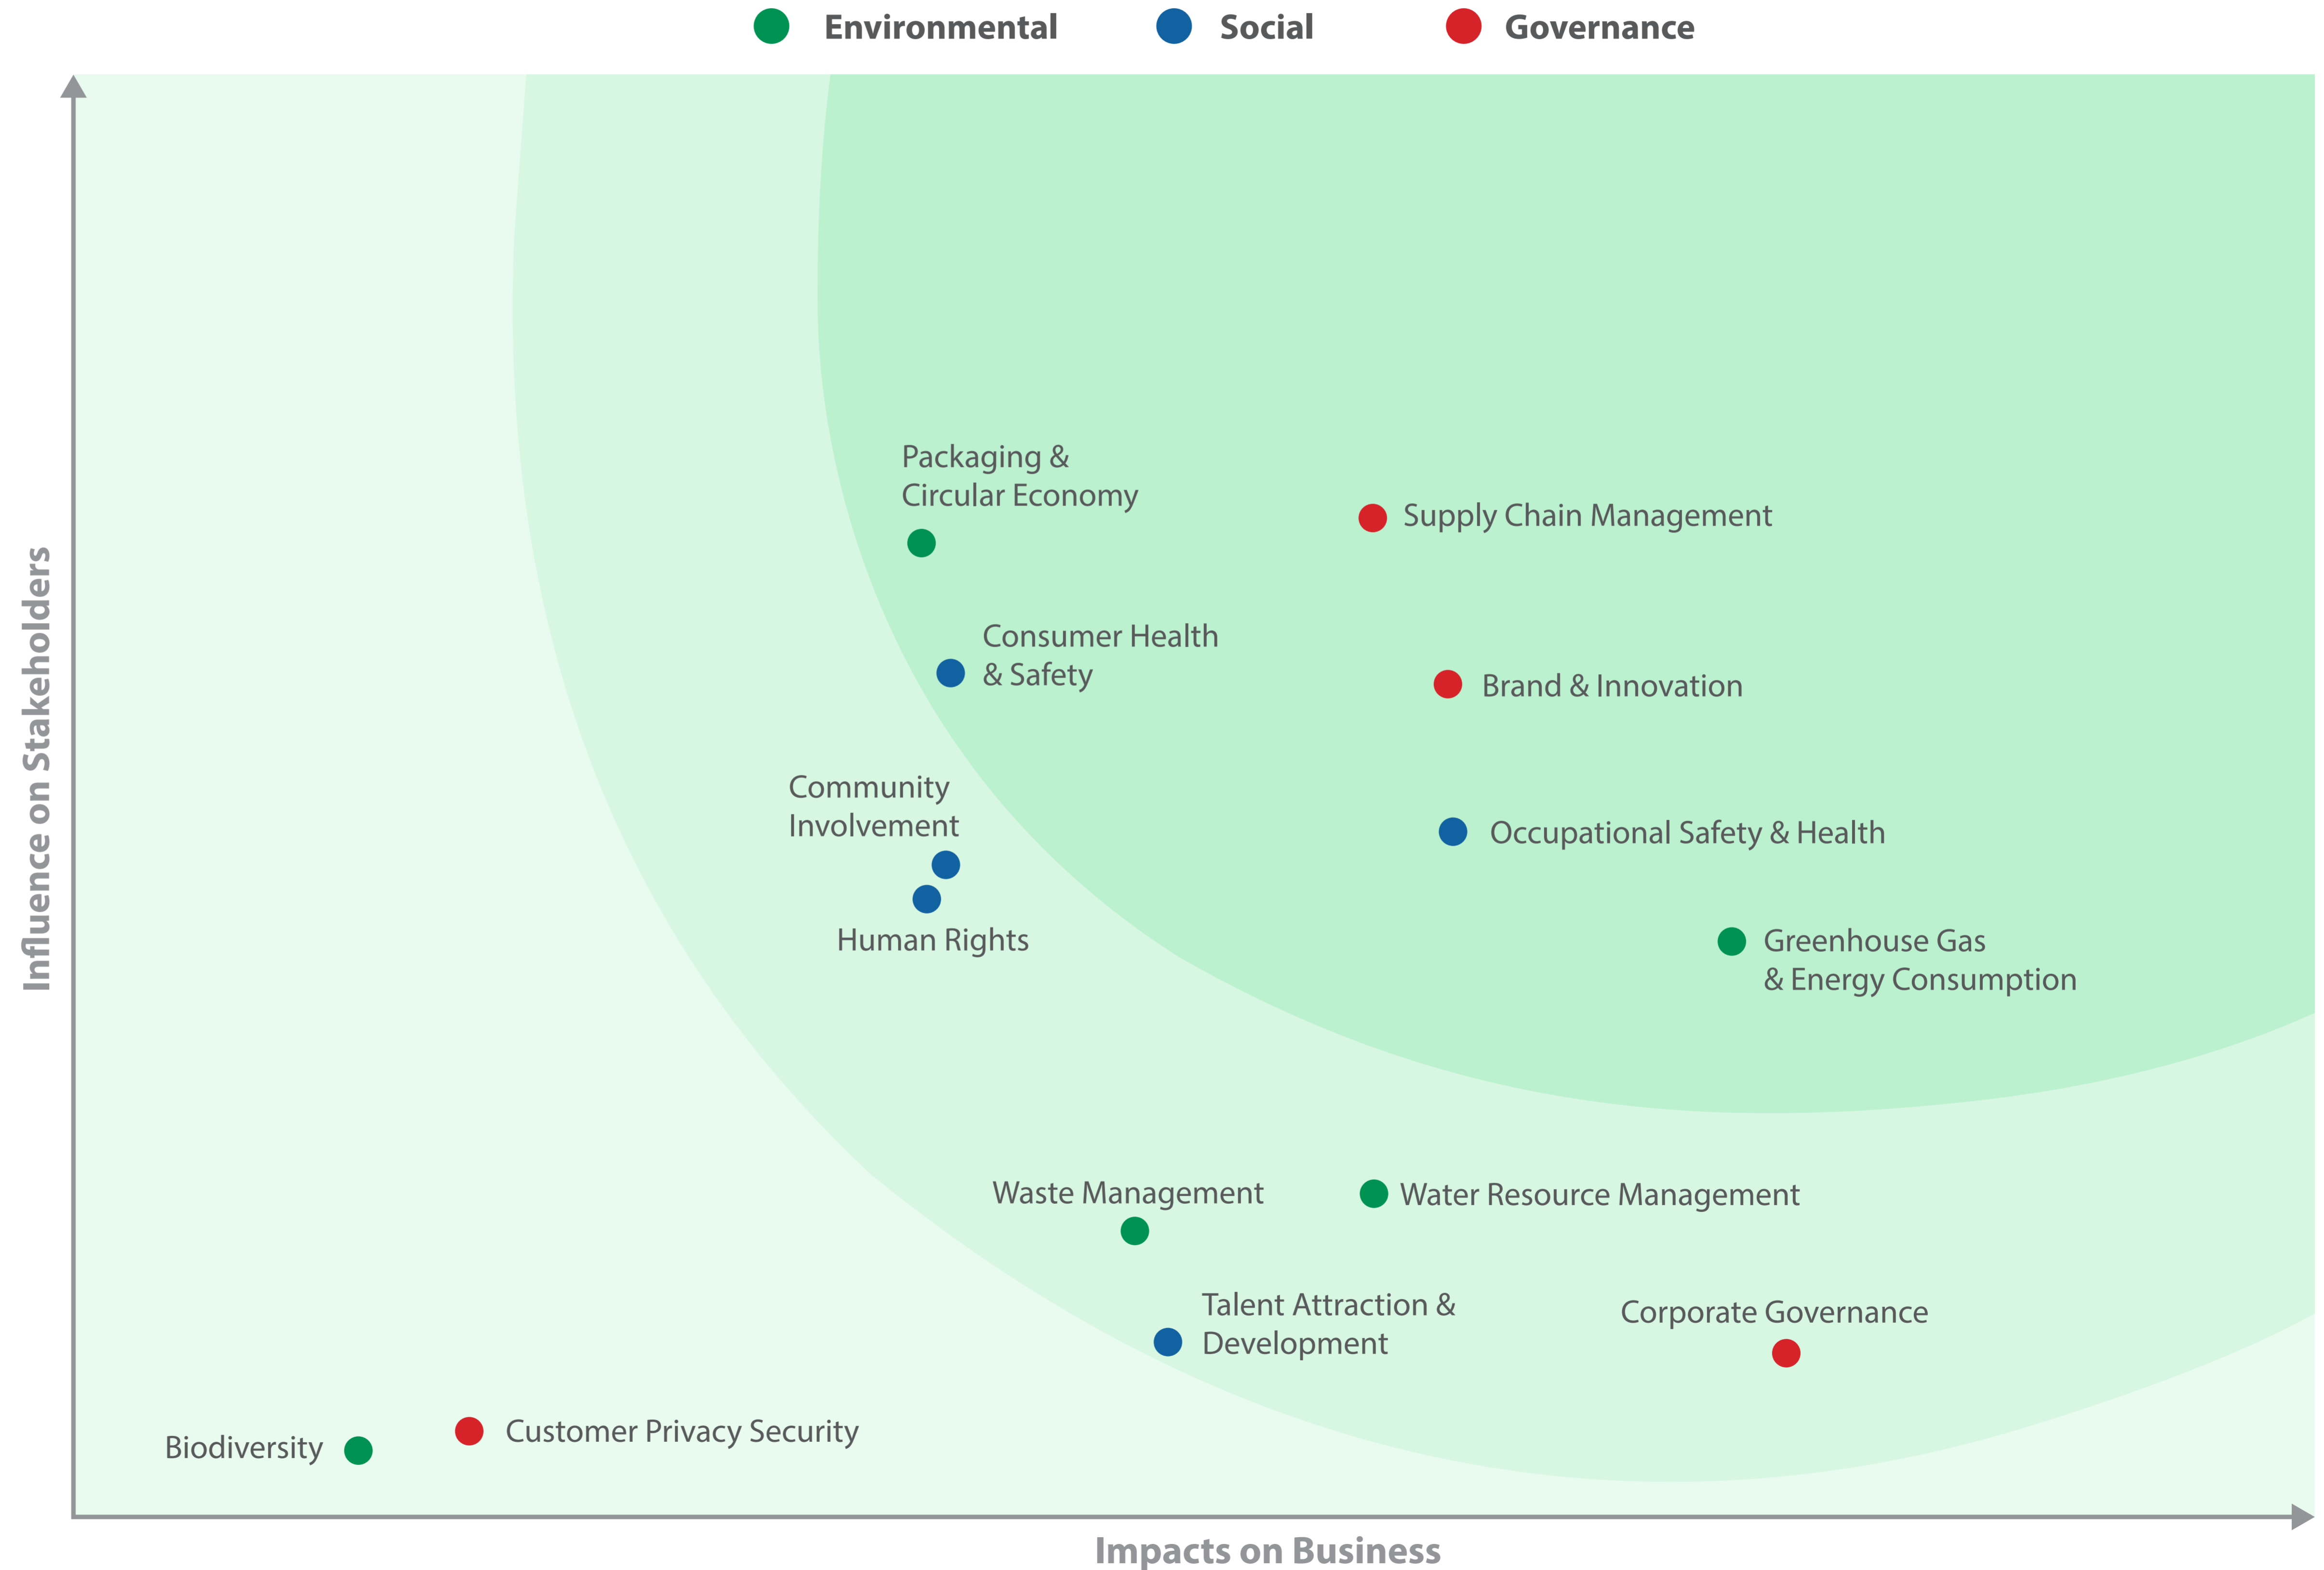 Environmental
Social
Governance
Influence on Stakeholders
Packaging &
Circular Economy
Supply Chain Management
Consumer Health
& Safety
Brand & Innovation
Community
Involvement
Occupational Safety & Health
Human Rights
Greenhouse Gas
& Energy Consumption
Waste Management
Water Resource Management
Talent Attraction &
Development
Corporate Governance
Customer Privacy Security
Biodiversity
Impacts on Business